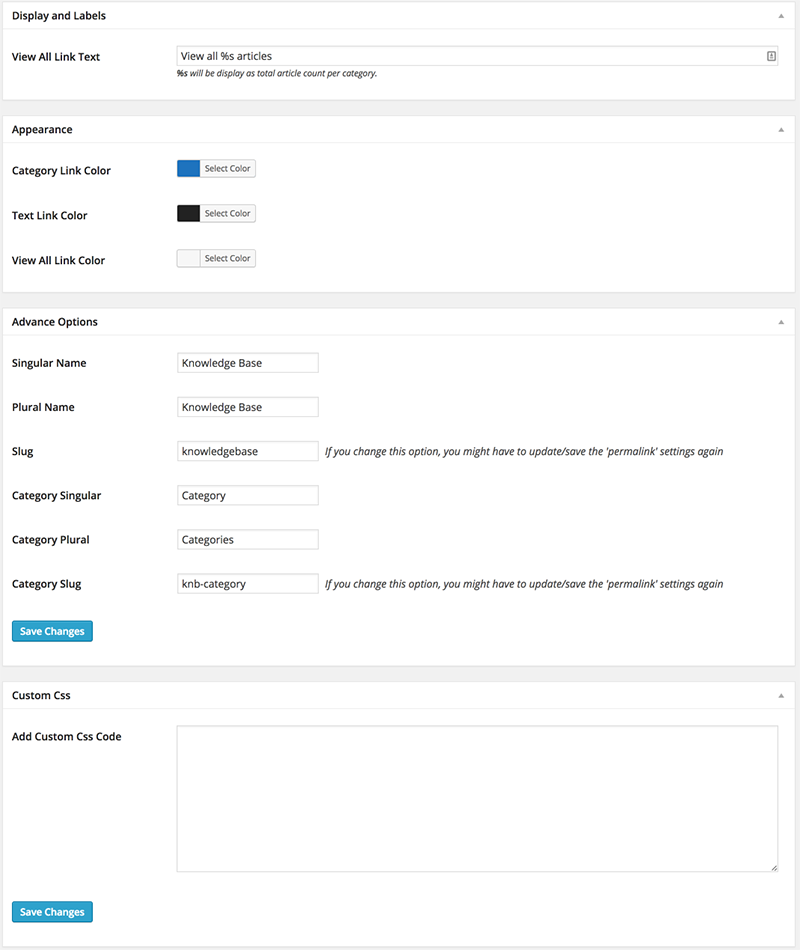 Display and Labels
View All Link Text
View all %s articles
%s will be display as total article count per category.
Appearance
Category Link Color
Select Color
Text Link Color
Select Color
View All Link Color
Select Color
Advance Options
Singular Name
Knowledge Base
Plural Name
Knowledge Base
Slug
knowledgebase
If you change this option, you might have to update/save the 'permalink' settings again
Category Singular
Category
Category Plural
Categories
Category Slug
knb-category
If you change this option, you might have to update/save the 'permalink' settings again
Save Changes
Custom Css
Add Custom Css Code
Save Changes